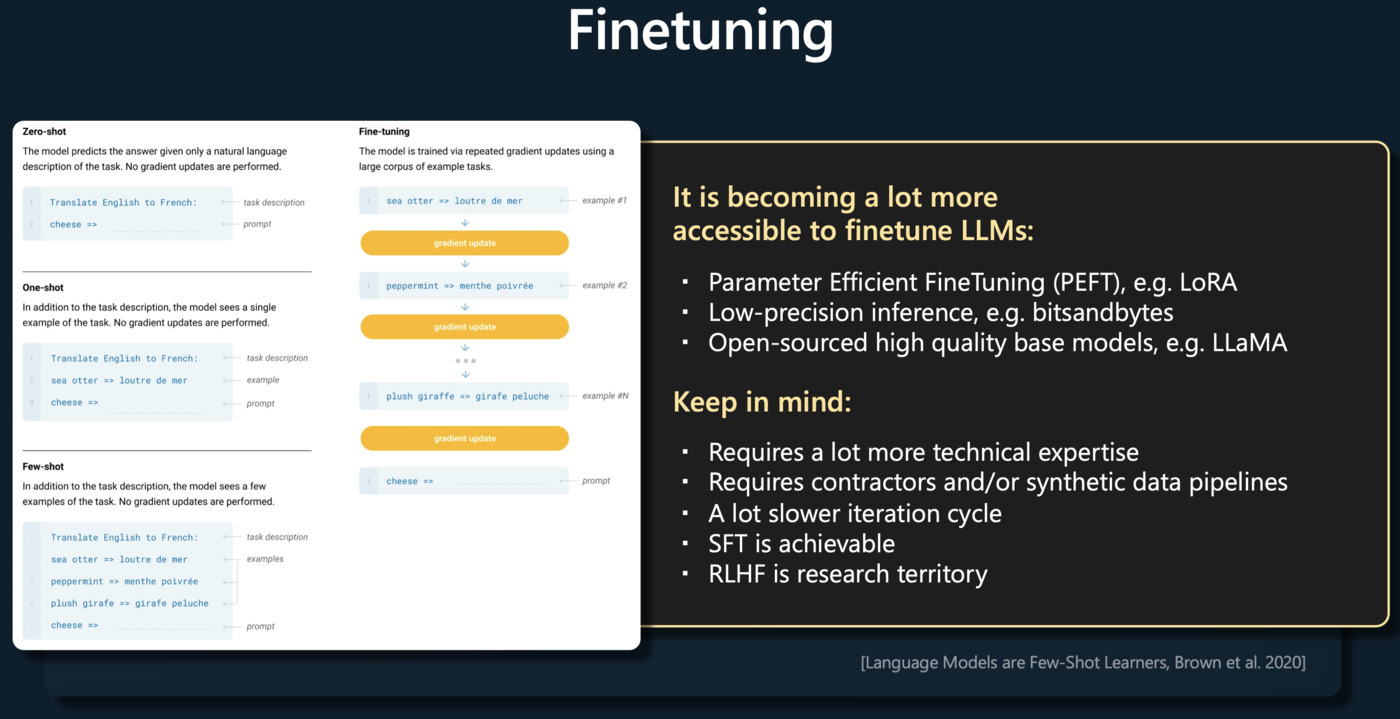 Finetuning
Zero-shot
The model predicts the answer given only a natural language
description of the task. No gradient updates are performed.
1 Translate English to French: task description
2 cheese => prompt
One-shot
In addition to the task description, the model sees a single
example of the task. No gradient updates are performed.
1 Translate English to French: task description
2 sea otter => loutre de mer example
3 cheese => prompt
Few-shot
In addition to the task description, the model sees a few
examples of the task. No gradient updates are performed.
1 Translate English to French: task description
2 sea otter => loutre de mer examples
3 peppermint => menthe poivrée
4 plush girafe => girafe peluche
5 cheese => prompt
Fine-tuning
The model is trained via repeated gradient updates using a
large corpus of example tasks.
1 sea otter => loutre de mer example #1
gradient update
1 peppermint => menthe poivrée example #2
gradient update
1 plush giraffe => girafe peluche example #N
gradient update
1 cheese => prompt
It is becoming a lot more
accessible to finetune LLMs:
▪ Parameter Efficient FineTuning (PEFT), e.g. LoRA
▪ Low-precision inference, e.g. bitsandbytes
▪ Open-sourced high quality base models, e.g. LLaMA
Keep in mind:
▪ Requires a lot more technical expertise
▪ Requires contractors and/or synthetic data pipelines
▪ A lot slower iteration cycle
▪ SFT is achievable
▪ RLHF is research territory
[Language Models are Few-Shot Learners, Brown et al. 2020]